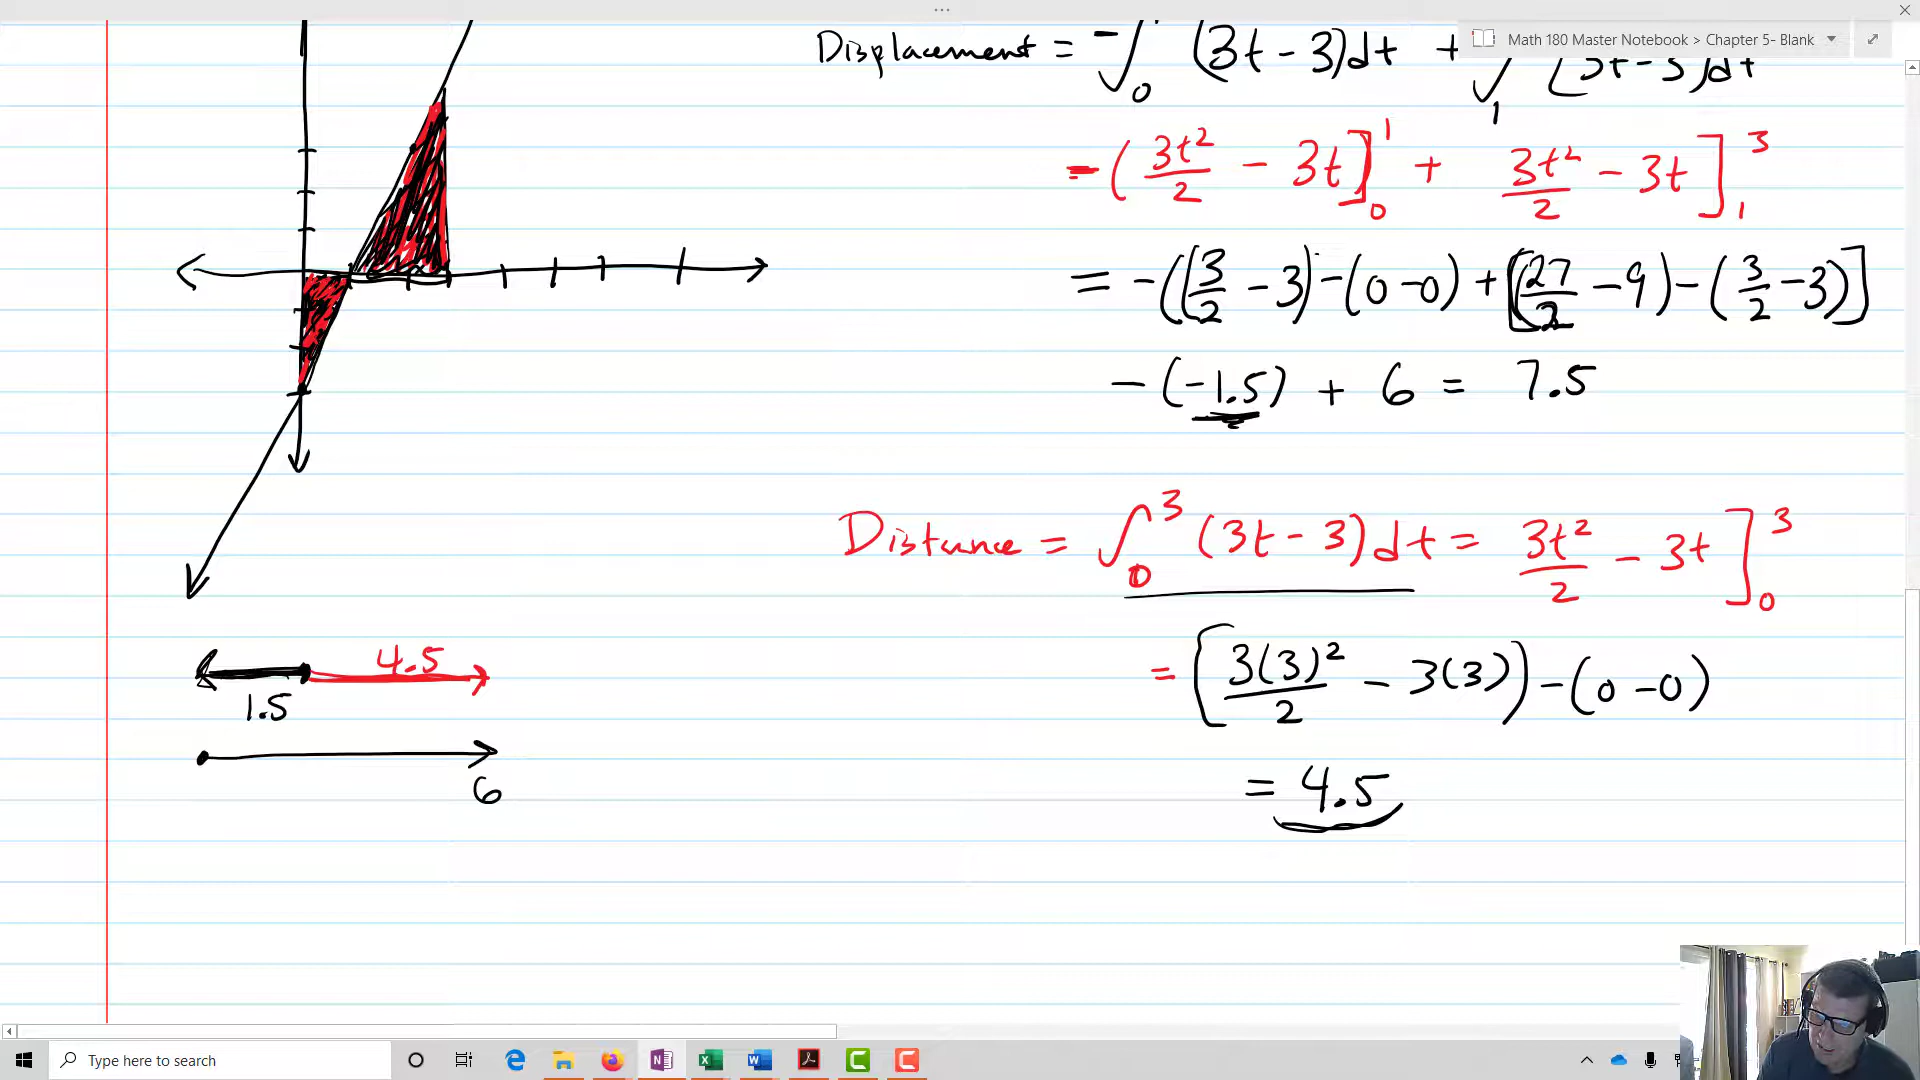 Math 180 Master Notebook > Chapter 5- Blank
Displacement = -∫₀ (3t - 3)dt + ∫₁ (3t-3)dt
-(3t²/2 - 3t]₀¹ + 3t²/2 - 3t]₁³
= -((3/2 - 3) - (0 - 0) + [(27/2 - 9) - (3/2 - 3)]
-(-1.5) + 6 = 7.5
Distance = ∫₀³ (3t - 3)dt = 3t²/2 - 3t]₀³
4.5
1.5
= [3(3)²/2 - 3(3)) - (0 - 0)
6
= 4.5
Type here to search